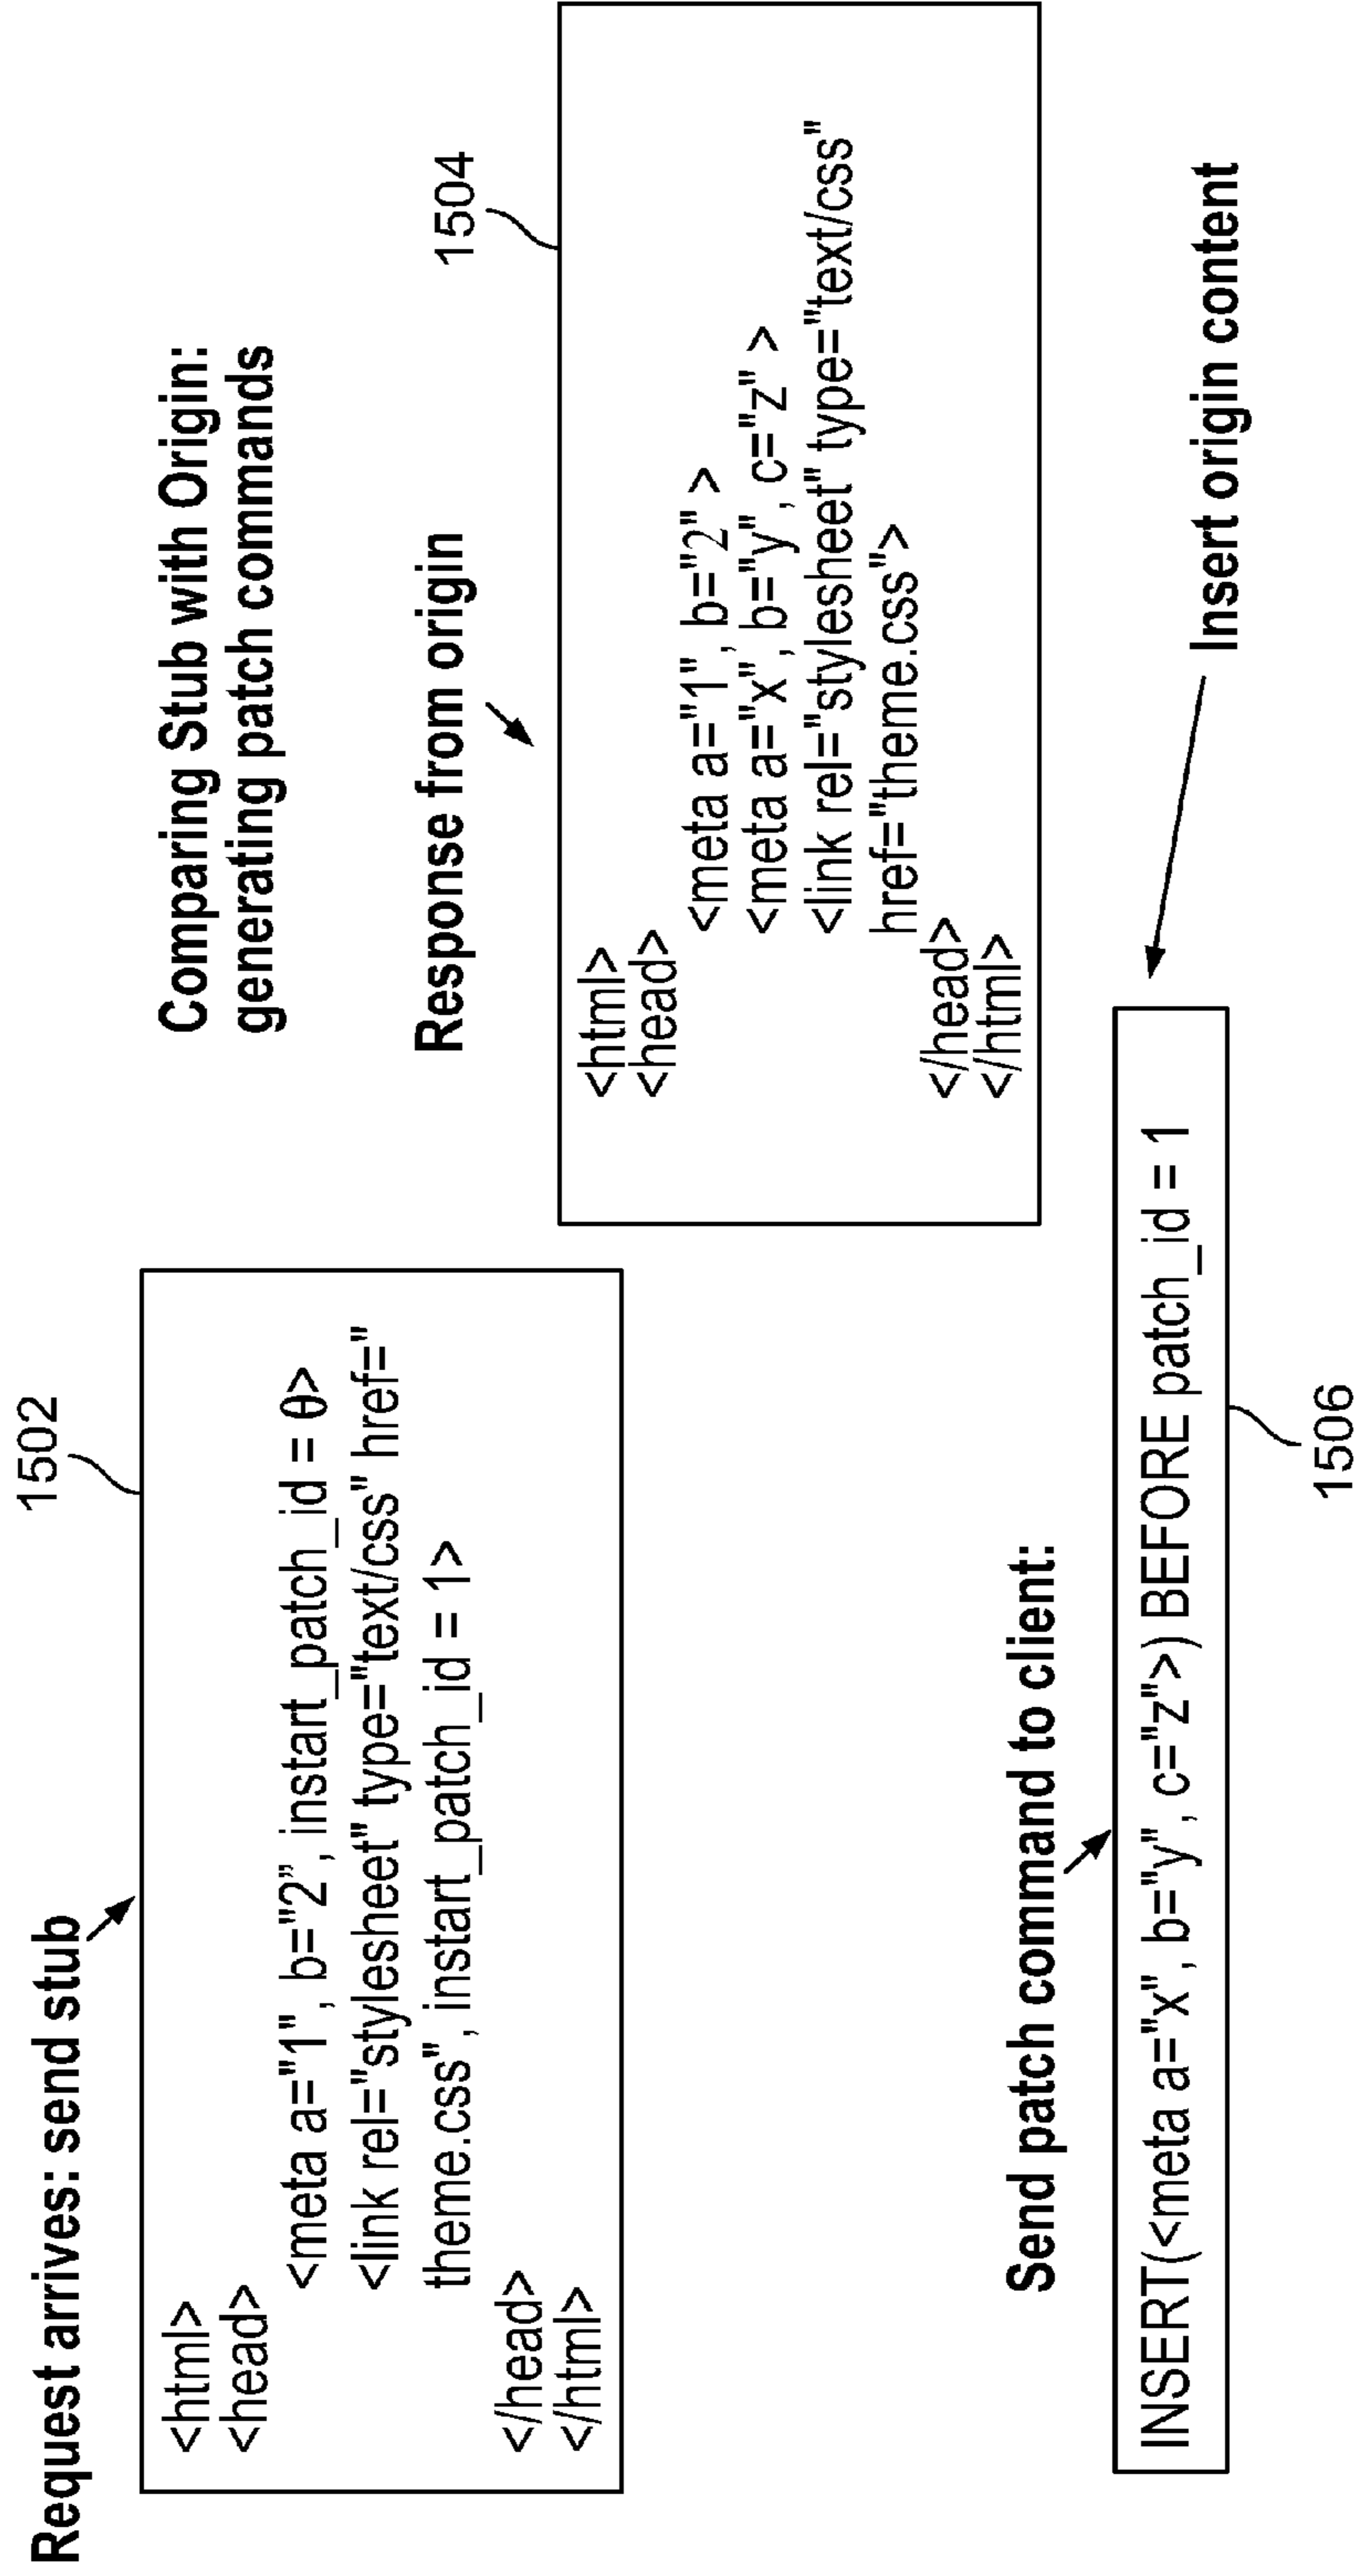 Comparing Stub with Origin:
generating patch commands
Request arrives: send stub
1502
<html>
<head>
<meta a="1", b="2”, instart_patch_id = 0>
<link rel="stylesheet" type="text/css" href="
theme.css", instart_patch_id = 1>
</head>
</html>
Response from origin
1504
<html>
<head>
<meta a="1", b="2" >
<meta a="x", b="y", c="z" >
<link rel="stylesheet" type="text/css"
href="theme.css">
</head>
</html>
Send patch command to client:
INSERT(<meta a="x", b="y", c="z">) BEFORE patch_id = 1
1506
Insert origin content